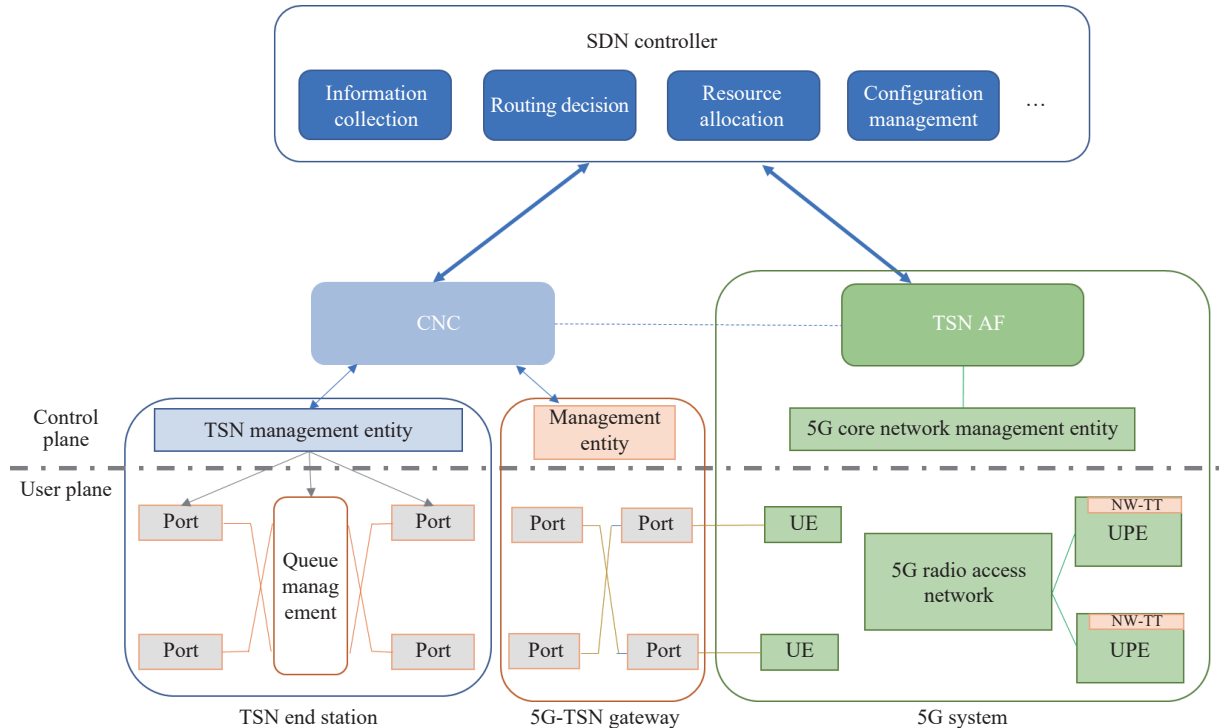 SDN controller
Information
collection
Routing decision
Resource
allocation
Configuration
management
...
CNC
TSN AF
Control
plane
TSN management entity
Management
entity
5G core network management entity
User plane
Port
Port
Queue
manag
ement
Port
Port
Port
Port
Port
Port
UE
UE
5G radio access
network
NW-TT
UPE
NW-TT
UPE
TSN end station
5G-TSN gateway
5G system